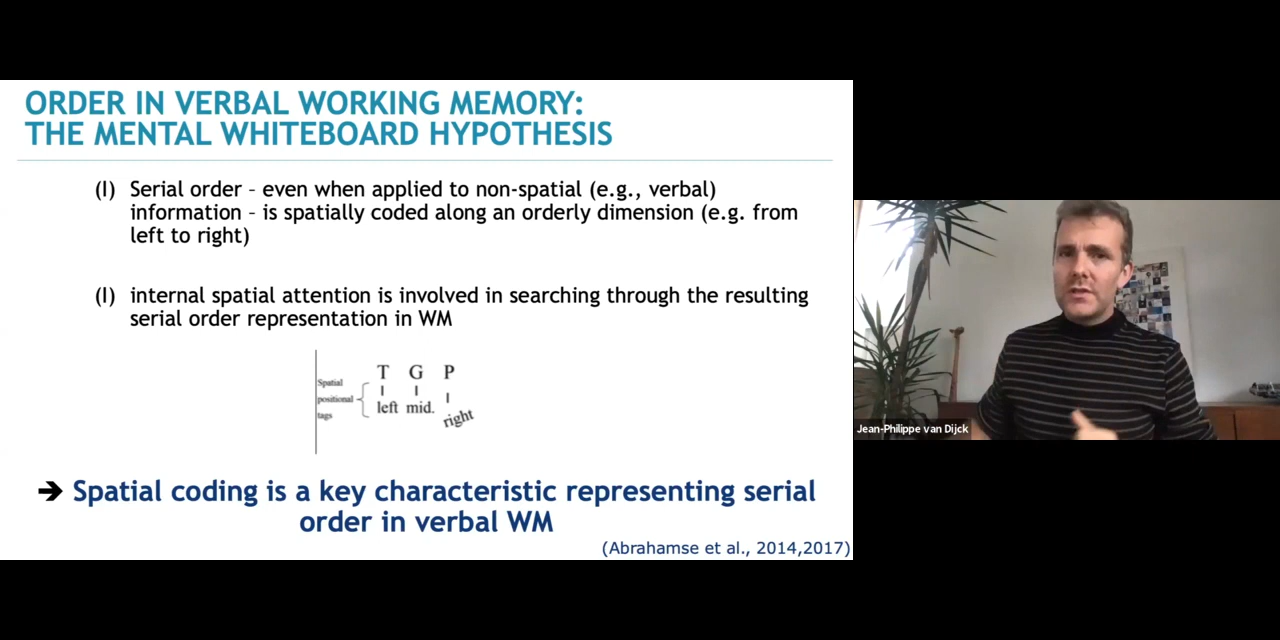 ORDER IN VERBAL WORKING MEMORY:
THE MENTAL WHITEBOARD HYPOTHESIS
(I) Serial order – even when applied to non-spatial (e.g., verbal)
information – is spatially coded along an orderly dimension (e.g. from
left to right)
(I) internal spatial attention is involved in searching through the resulting
serial order representation in WM
T G P
Spatial
positional
tags
left mid. right
➔ Spatial coding is a key characteristic representing serial
order in verbal WM
(Abrahamse et al., 2014,2017)
Jean-Philippe van Dijck